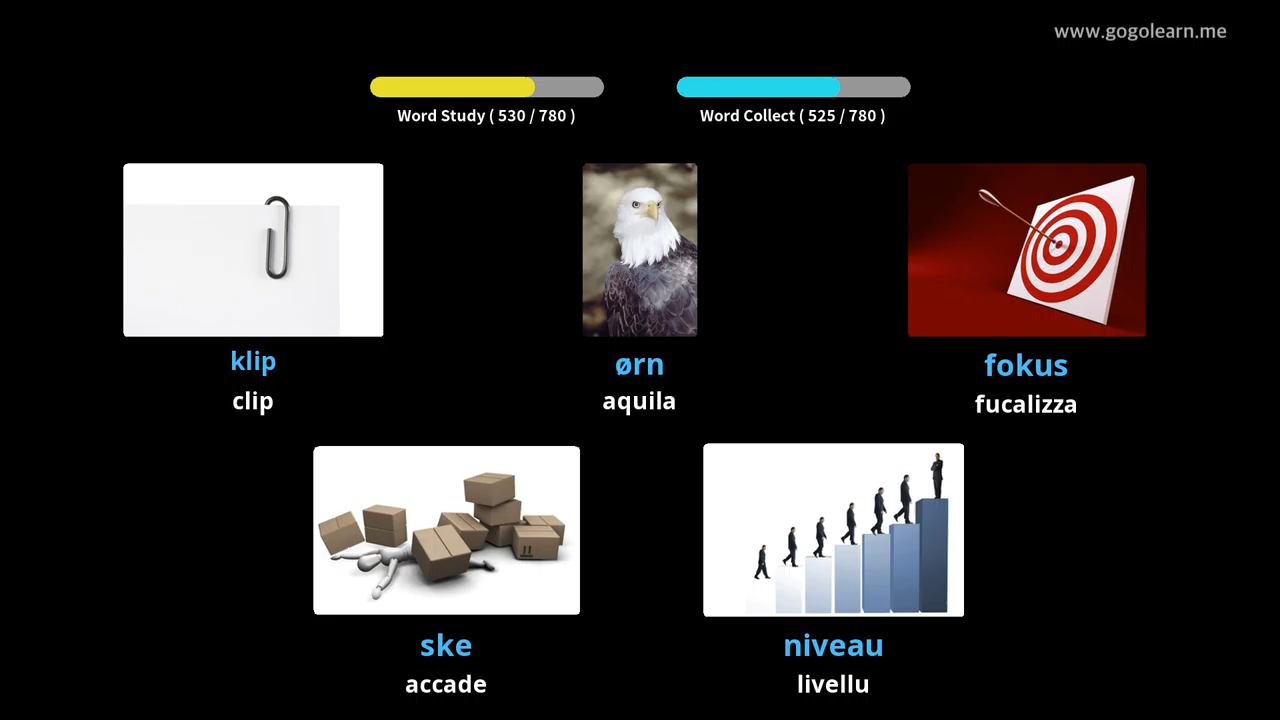 www.gogolearn.me
Word Study ( 530 / 780 )
Word Collect ( 525 / 780 )
klip
clip
ørn
aquila
fokus
fucalizza
ske
accade
niveau
livellu